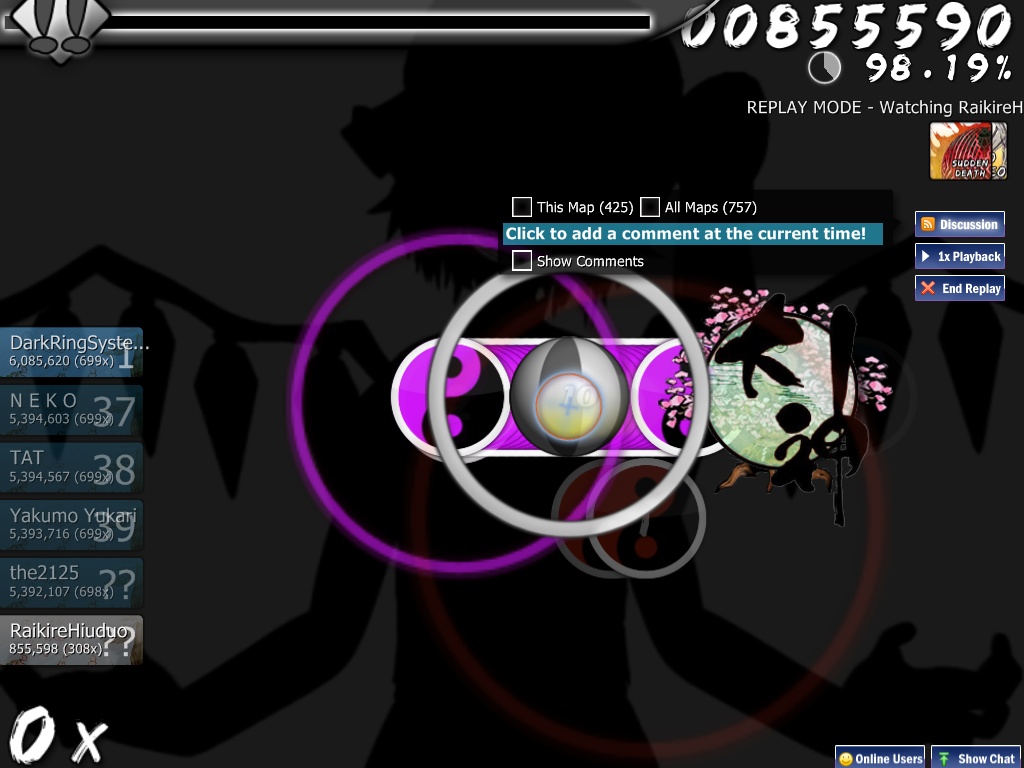 00855590
98.19%
REPLAY MODE - Watching RaikireH
SUDDEN
DEATH
This Map (425) All Maps (757)
Click to add a comment at the current time!
Show Comments
Discussion
1x Playback
End Replay
DarkRingSyste...
6,085,620 (699x) 1
N E K O
5,394,603 (699x) 37
TAT
5,394,567 (699x) 38
Yakumo Yukari
5,393,716 (699x) 39
the2125
5,392,107 (698x) ??
RaikireHiuduo
855,598 (308x) ??
10
0x
Online Users
Show Chat